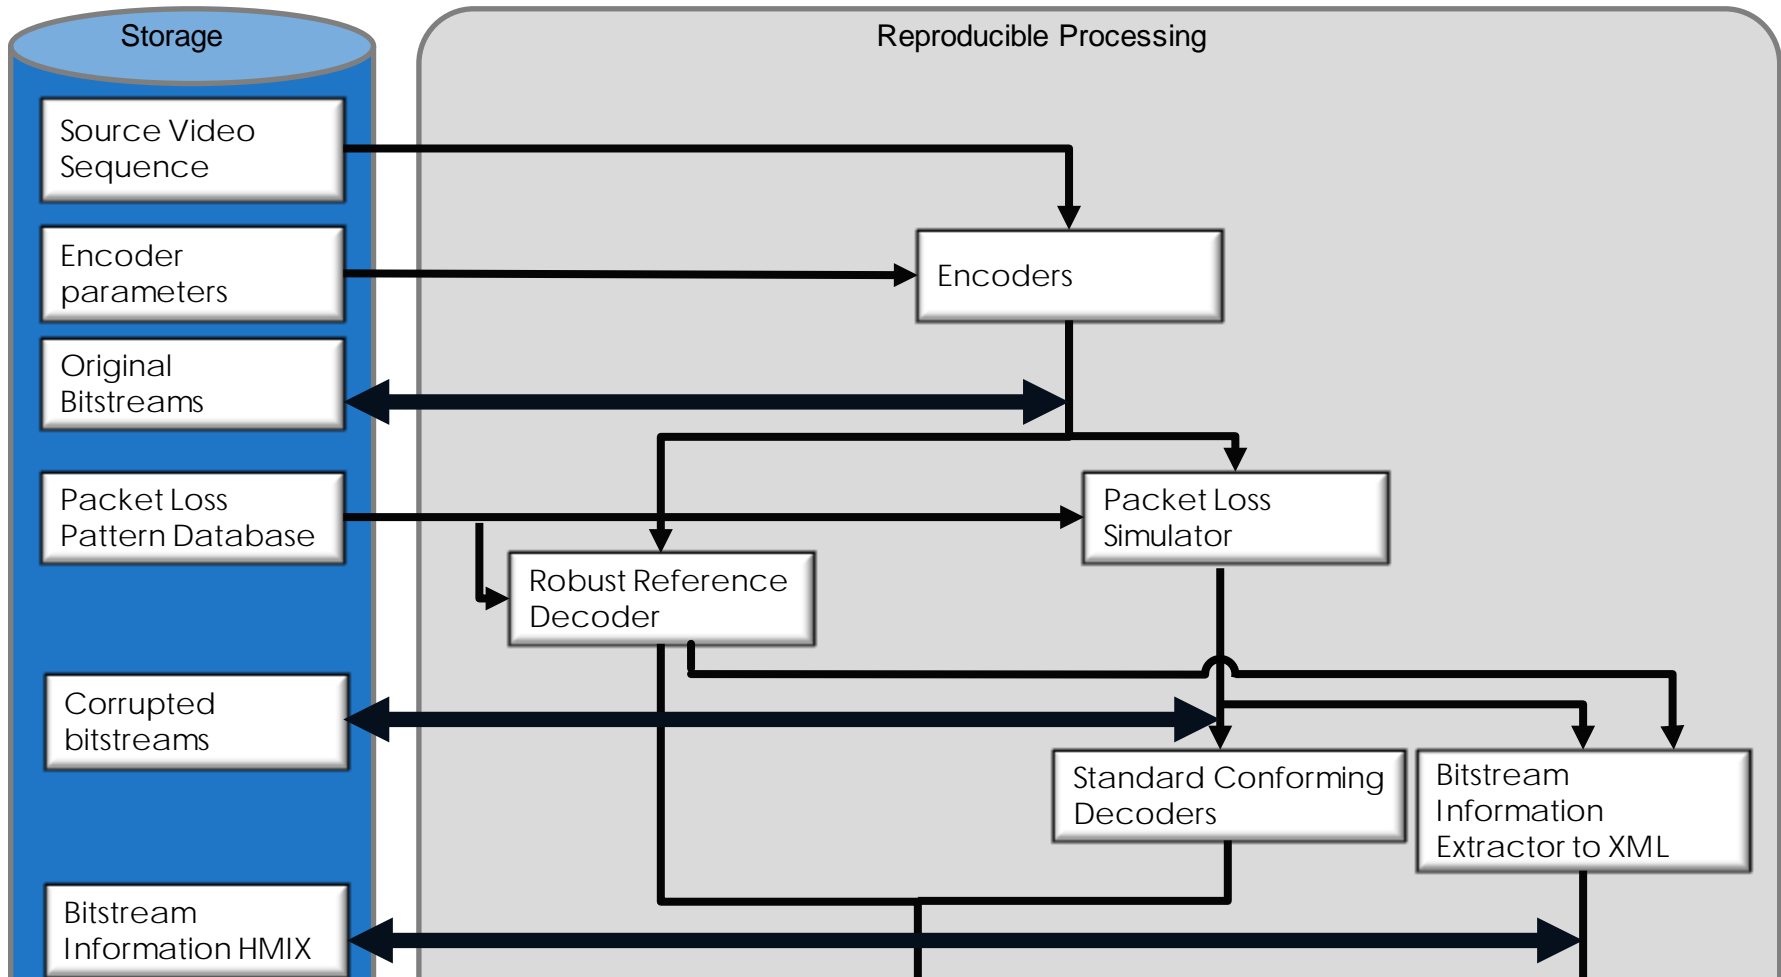 Storage
Reproducible Processing
Source Video
Sequence
Encoder
parameters
Encoders
Original
Bitstreams
Packet Loss
Pattern Database
Packet Loss
Simulator
Robust Reference
Decoder
Corrupted
bitstreams
Standard Conforming
Decoders
Bitstream
Information
Extractor to XML
Bitstream
Information HMIX